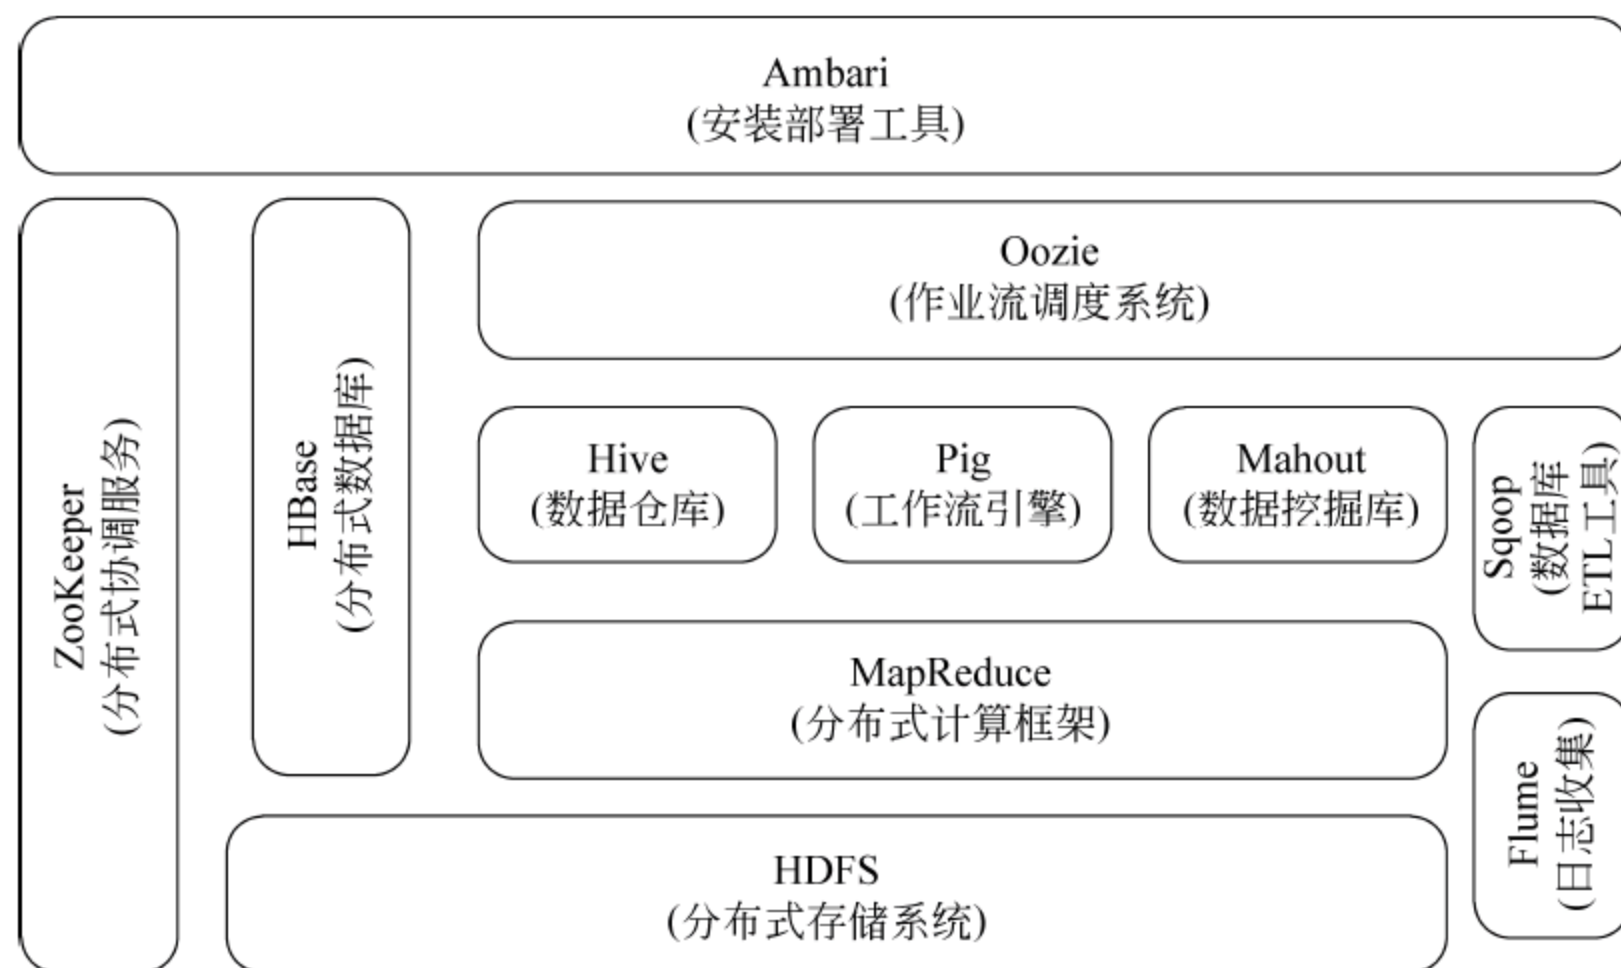 Ambari
(安装部署工具)
ZooKeeper
(分布式协调服务)
HBase
(分布式数据库)
Oozie
(作业流调度系统)
Hive
(数据仓库)
Pig
(工作流引擎)
Mahout
(数据挖掘库)
Sqoop
(数据库
ETL工具)
MapReduce
(分布式计算框架)
Flume
(日志收集)
HDFS
(分布式存储系统)